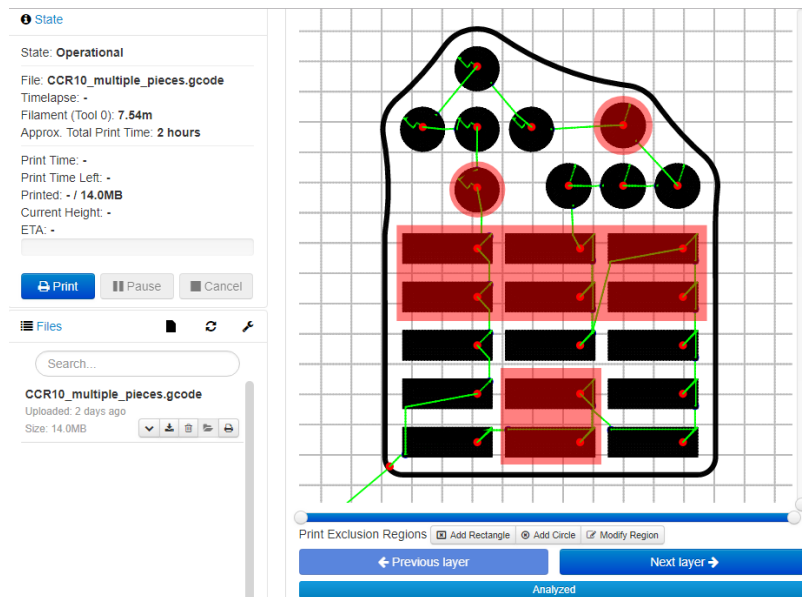 State
State: Operational
File: CCR10_multiple_pieces.gcode
Timelapse: -
Filament (Tool 0): 7.54m
Approx. Total Print Time: 2 hours
Print Time: -
Print Time Left: -
Printed: - / 14.0MB
Current Height: -
ETA: -
Print Pause Cancel
Files
Search...
CCR10_multiple_pieces.gcode
Uploaded: 2 days ago
Size: 14.0MB
Print Exclusion Regions Add Rectangle Add Circle Modify Region
Previous layer Next layer
Analyzed